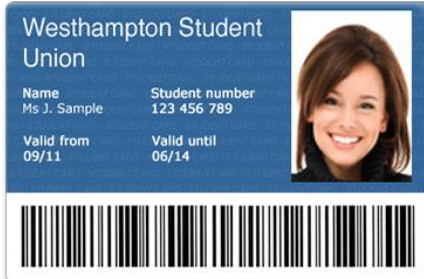 Westhampton Student
Union
Name Student number
Ms J. Sample 123 456 789
Valid from Valid until
09/11 06/14